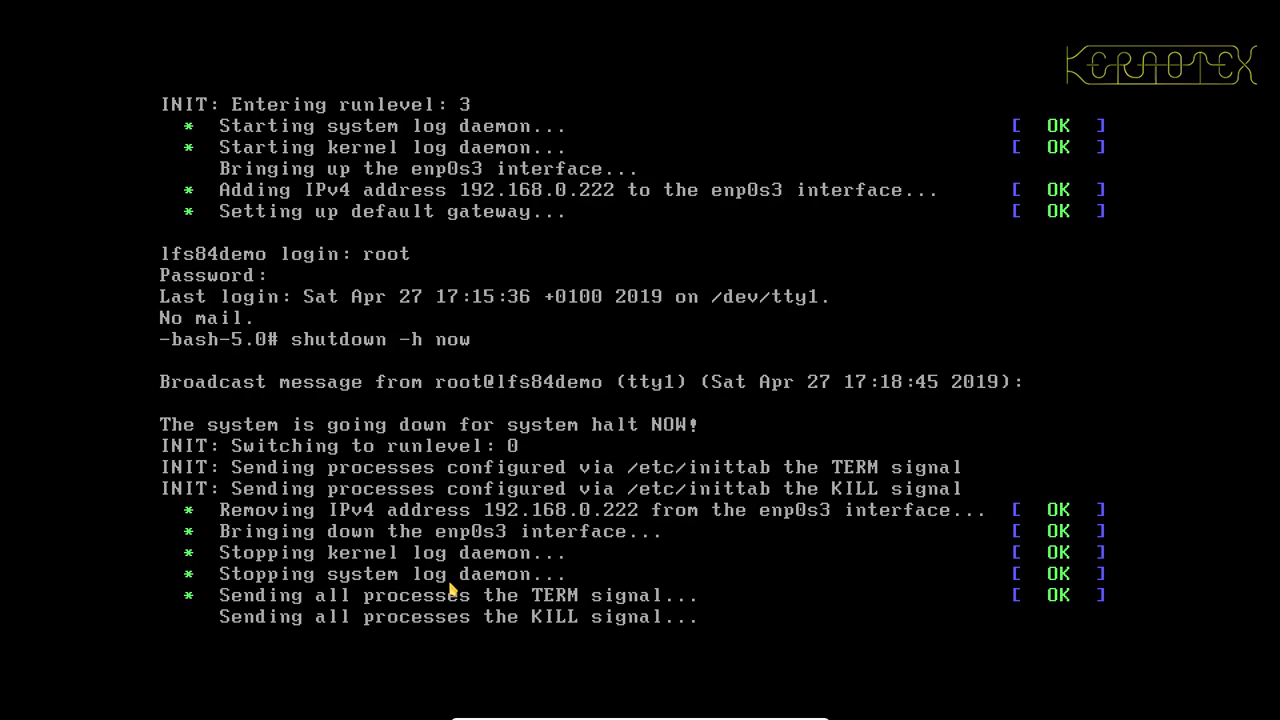 KERNOTEX
INIT: Entering runlevel: 3
* Starting system log daemon... [ OK ]
* Starting kernel log daemon... [ OK ]
Bringing up the enp0s3 interface...
* Adding IPv4 address 192.168.0.222 to the enp0s3 interface... [ OK ]
* Setting up default gateway... [ OK ]
lfs84demo login: root
Password:
Last login: Sat Apr 27 17:15:36 +0100 2019 on /dev/tty1.
No mail.
-bash-5.0# shutdown -h now
Broadcast message from root@lfs84demo (tty1) (Sat Apr 27 17:18:45 2019):
The system is going down for system halt NOW!
INIT: Switching to runlevel: 0
INIT: Sending processes configured via /etc/inittab the TERM signal
INIT: Sending processes configured via /etc/inittab the KILL signal
* Removing IPv4 address 192.168.0.222 from the enp0s3 interface... [ OK ]
* Bringing down the enp0s3 interface... [ OK ]
* Stopping kernel log daemon... [ OK ]
* Stopping system log daemon... [ OK ]
* Sending all processes the TERM signal... [ OK ]
Sending all processes the KILL signal...